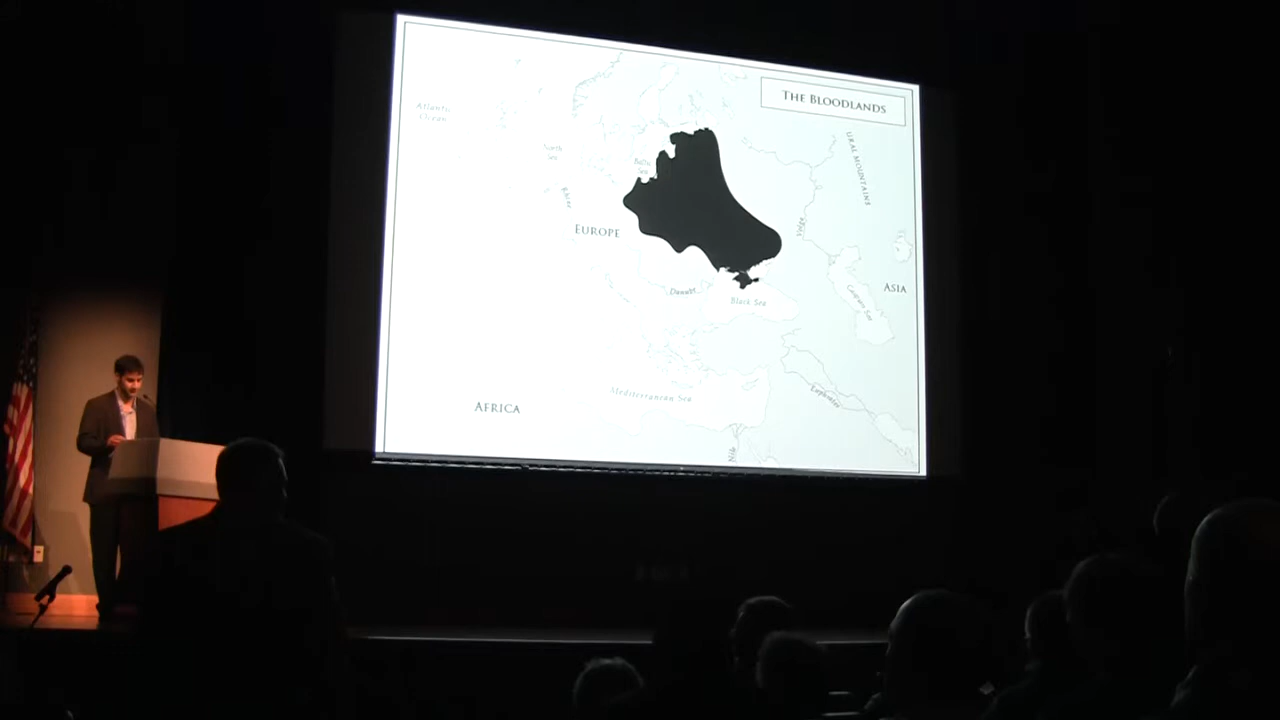 THE BLOODLANDS
Atlantic
Ocean
North
Sea
Baltic
Sea
URAL MOUNTAINS
Rhine
Volga
EUROPE
ASIA
Danube
Black Sea
Caspian Sea
Mediterranean Sea
Euphrates
AFRICA
Nile